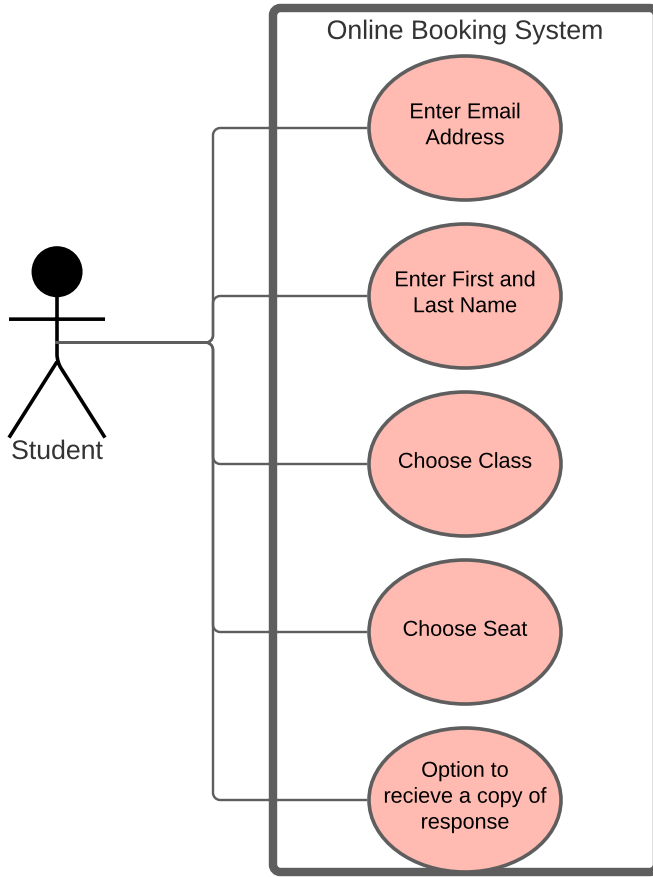 Online Booking System
Enter Email
Address
Enter First and
Last Name
Student
Choose Class
Choose Seat
Option to
recieve a copy of
response